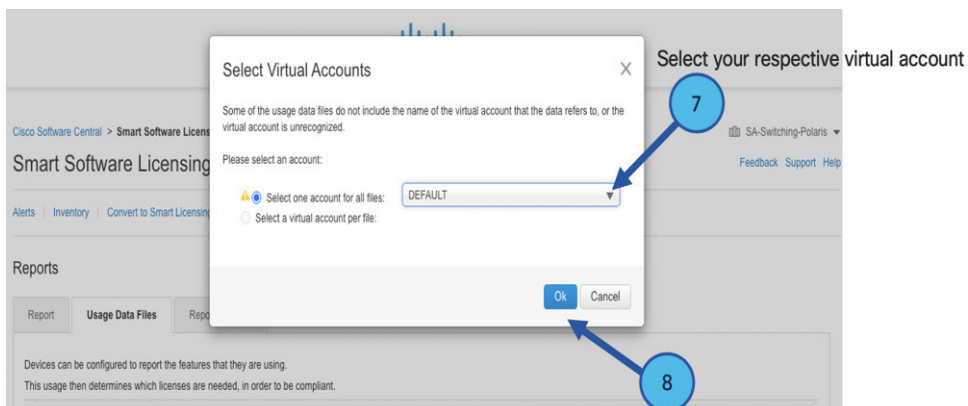 Select Virtual Accounts
X
Select your respective virtual account
Some of the usage data files do not include the name of the virtual account that the data refers to, or the
virtual account is unrecognized.
7
Cisco Software Central > Smart Software Licens
SA-Switching-Polaris
Smart Software Licensing
Please select an account:
Feedback Support Help
Select one account for all files: DEFAULT
Alerts | Inventory | Convert to Smart Licensing
Select a virtual account per file:
Reports
Ok Cancel
Report Usage Data Files Repo
Devices can be configured to report the features that they are using.
This usage then determines which licenses are needed, in order to be compliant.
8